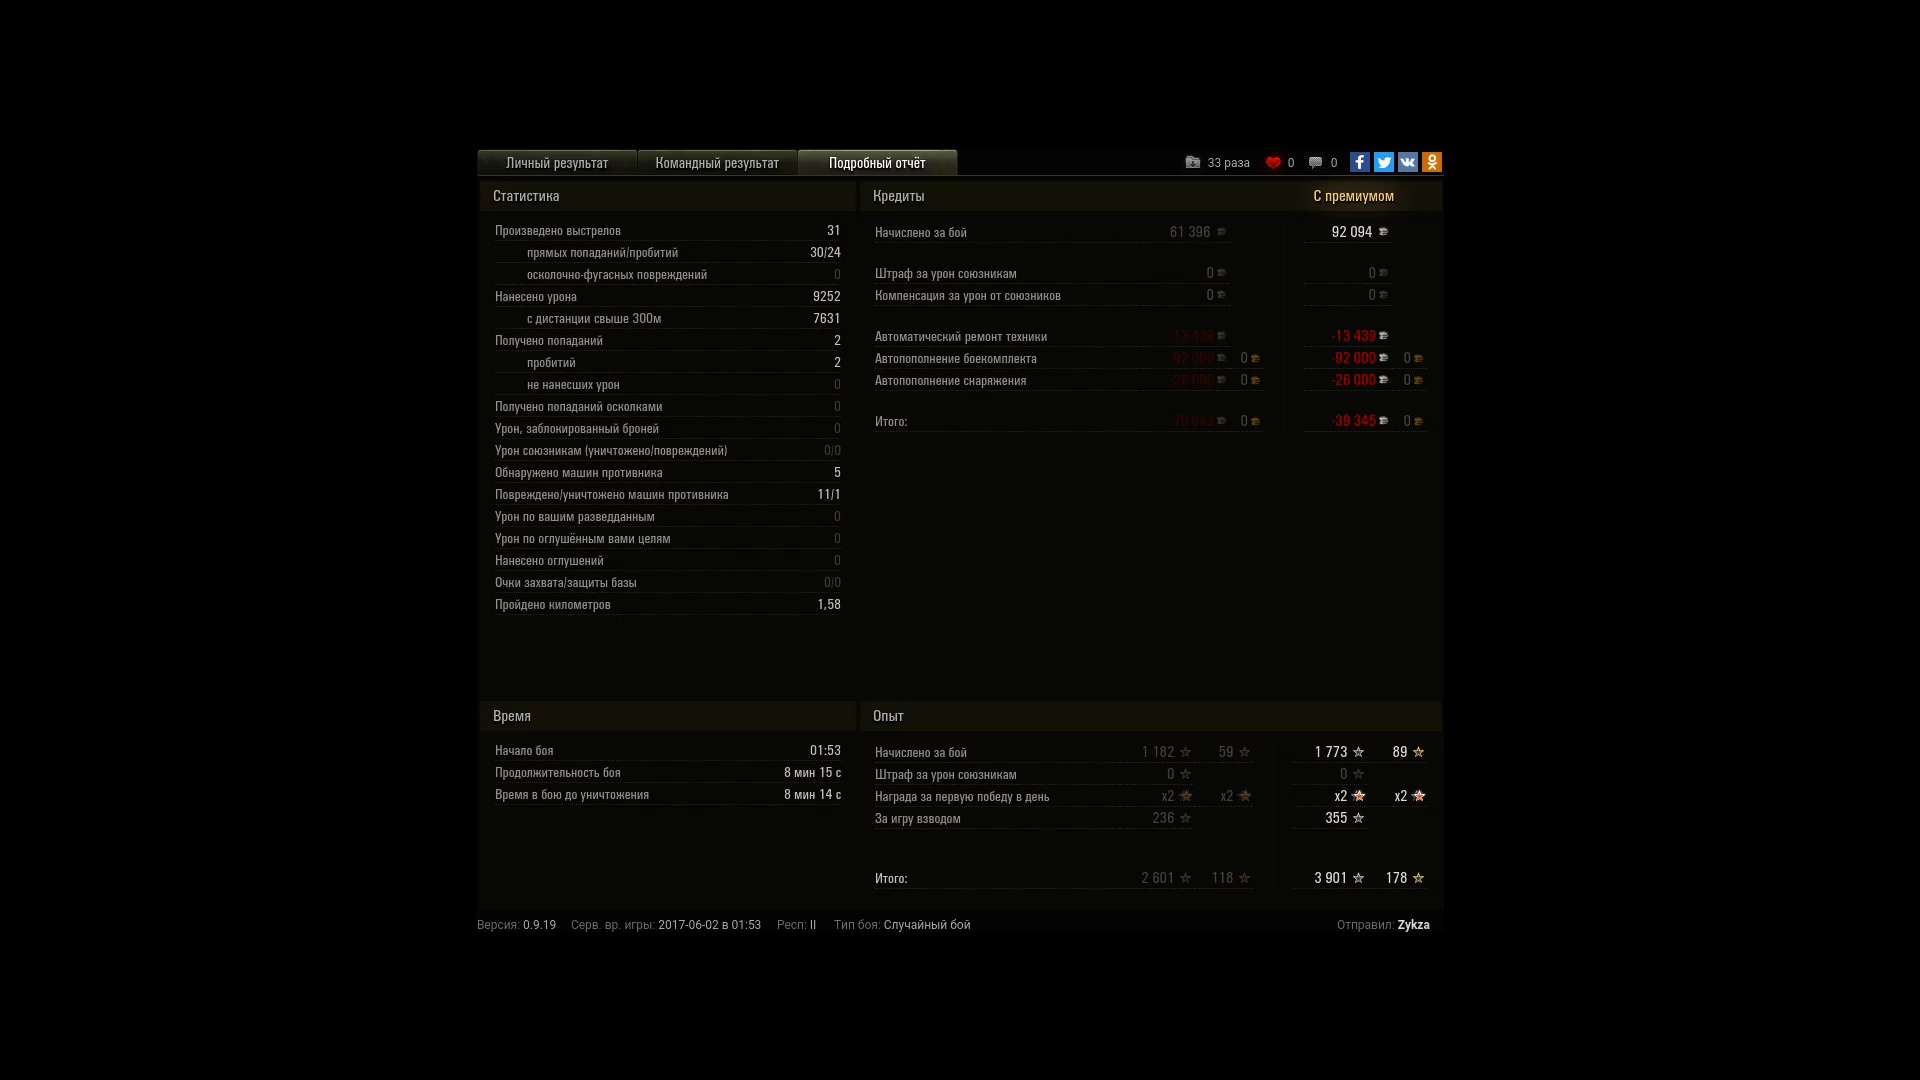 Личный результат Командный результат Подробный отчёт 33 раза 0 0
Статистика
Произведено выстрелов 31
прямых попаданий/пробитий 30/24
осколочно-фугасных повреждений 0
Нанесено урона 9252
с дистанции свыше 300м 7631
Получено попаданий 2
пробитий 2
не нанесших урон 0
Получено попаданий осколками 0
Урон, заблокированный броней 0
Урон союзникам (уничтожено/повреждений) 0/0
Обнаружено машин противника 5
Повреждено/уничтожено машин противника 11/1
Урон по вашим разведданным 0
Урон по оглушённым вами целям 0
Нанесено оглушений 0
Очки захвата/защиты базы 0/0
Пройдено километров 1,58
Кредиты С премиумом
Начислено за бой 61 396 92 094
Штраф за урон союзникам 0 0
Компенсация за урон от союзников 0 0
Автоматический ремонт техники -13 439 -13 439
Автопополнение боекомплекта -92 000 0 -92 000 0
Автопополнение снаряжения -26 000 0 -26 000 0
Итого: -70 043 0 -39 345 0
Время
Начало боя 01:53
Продолжительность боя 8 мин 15 с
Время в бою до уничтожения 8 мин 14 с
Опыт
Начислено за бой 1 182 59 1 773 89
Штраф за урон союзникам 0 0
Награда за первую победу в день x2 x2 x2 x2
За игру взводом 236 355
Итого: 2 601 118 3 901 178
Версия: 0.9.19 Серв. вр. игры: 2017-06-02 в 01:53 Респ: II Тип боя: Случайный бой Отправил: Zykza